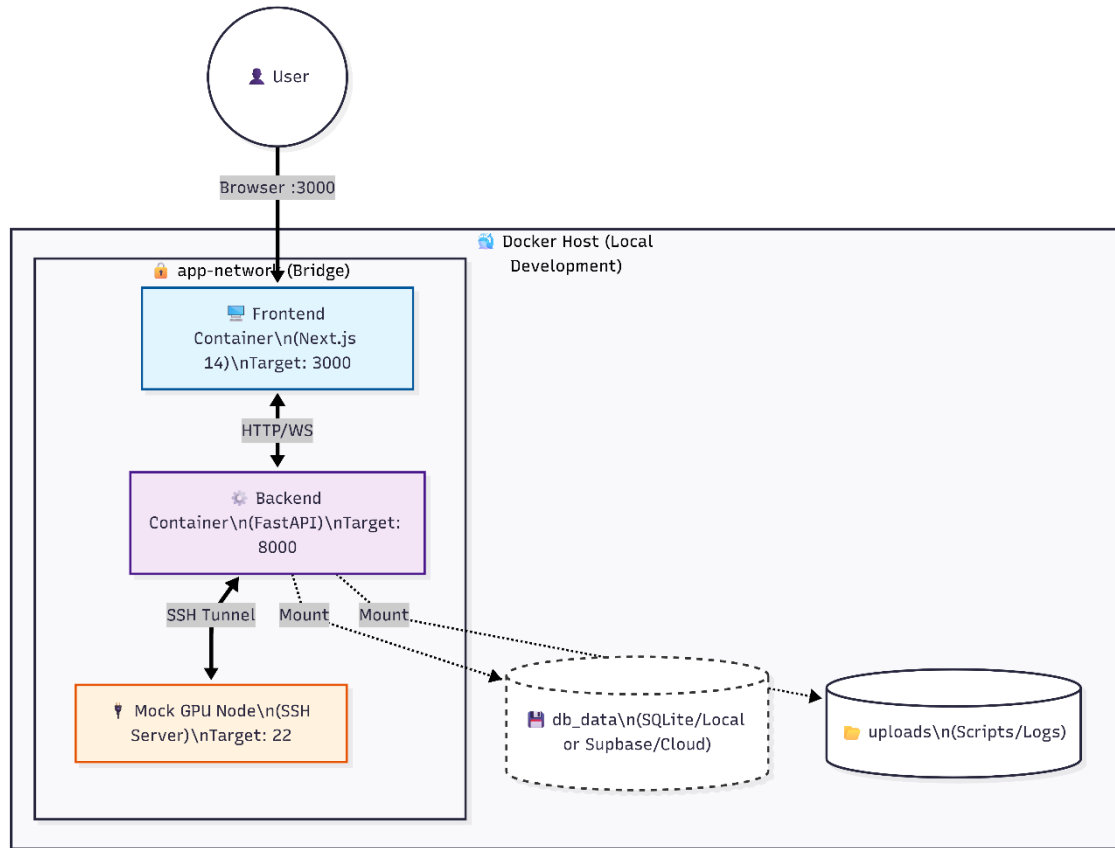 User
Browser :3000
Docker Host (Local
Development)
app-network (Bridge)
Frontend
Container\n(Next.js
14)\nTarget: 3000
HTTP/WS
Backend
Container\n(FastAPI)\nTarget:
8000
SSH Tunnel
Mount
Mount
Mock GPU Node\n(SSH
Server)\nTarget: 22
db_data\n(SQLite/Local
or Supbase/Cloud)
uploads\n(Scripts/Logs)